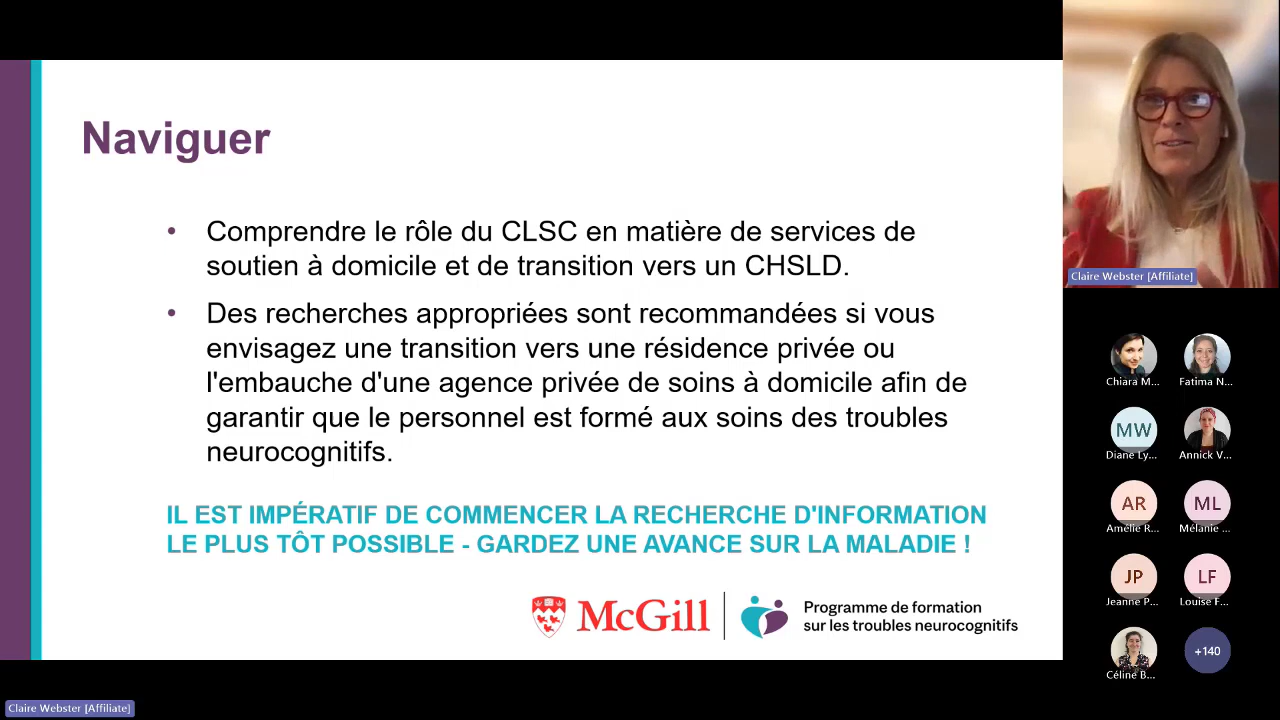 Naviguer
• Comprendre le rôle du CLSC en matière de services de
soutien à domicile et de transition vers un CHSLD.
• Des recherches appropriées sont recommandées si vous
envisagez une transition vers une résidence privée ou
l'embauche d'une agence privée de soins à domicile afin de
garantir que le personnel est formé aux soins des troubles
neurocognitifs.
IL EST IMPÉRATIF DE COMMENCER LA RECHERCHE D'INFORMATION
LE PLUS TÔT POSSIBLE - GARDEZ UNE AVANCE SUR LA MALADIE !
McGill
Programme de formation
sur les troubles neurocognitifs
Claire Webster [Affiliate]
Chiara M...
Fatima N...
MW
Diane Ly...
Annick V...
AR
Amélie R...
ML
Mélanie ...
JP
Jeanne P...
LF
Louise F...
Céline B...
+140
Claire Webster [Affiliate]